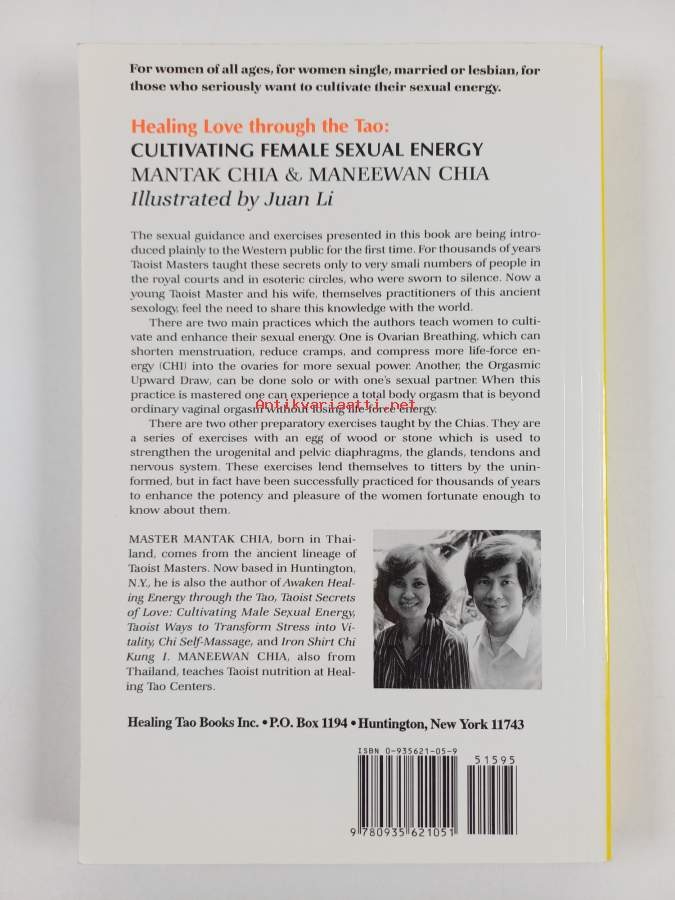 For women of all ages, for women single, married or lesbian, for
those who seriously want to cultivate their sexual energy.
Healing Love through the Tao:
CULTIVATING FEMALE SEXUAL ENERGY
MANTAK CHIA & MANEEWAN CHIA
Illustrated by Juan Li
The sexual guidance and exercises presented in this book are being intro-
duced plainly to the Western public for the first time. For thousands of years
Taoist Masters taught these secrets only to very small numbers of people in
the royal courts and in esoteric circles, who were sworn to silence. Now a
young Taoist Master and his wife, themselves practitioners of this ancient
sexology, feel the need to share this knowledge with the world.
There are two main practices which the authors teach women to culti-
vate and enhance their sexual energy. One is Ovarian Breathing, which can
shorten menstruation, reduce cramps, and compress more life-force en-
ergy (CHI) into the ovaries for more sexual power. Another, the Orgasmic
Upward Draw, can be done solo or with one's sexual partner. When this
practice is mastered one can experience a total body orgasm that is beyond
ordinary vaginal orgasm without losing life-force energy.
Antikvariaatti.net
There are two other preparatory exercises taught by the Chias. They are
a series of exercises with an egg of wood or stone which is used to
strengthen the urogenital and pelvic diaphragms, the glands, tendons and
nervous system. These exercises lend themselves to titters by the unin-
formed, but in fact have been successfully practiced for thousands of years
to enhance the potency and pleasure of the women fortunate enough to
know about them.
MASTER MANTAK CHIA, born in Thai-
land, comes from the ancient lineage of
Taoist Masters. Now based in Huntington,
N.Y., he is also the author of Awaken Heal-
ing Energy through the Tao, Taoist Secrets
of Love: Cultivating Male Sexual Energy,
Taoist Ways to Transform Stress into Vi-
tality, Chi Self-Massage, and Iron Shirt Chi
Kung I. MANEEWAN CHIA, also from
Thailand, teaches Taoist nutrition at Heal-
ing Tao Centers.
Healing Tao Books Inc. • P.O. Box 1194 • Huntington, New York 11743
ISBN 0-935621-05-9
51595
9 780935 621051